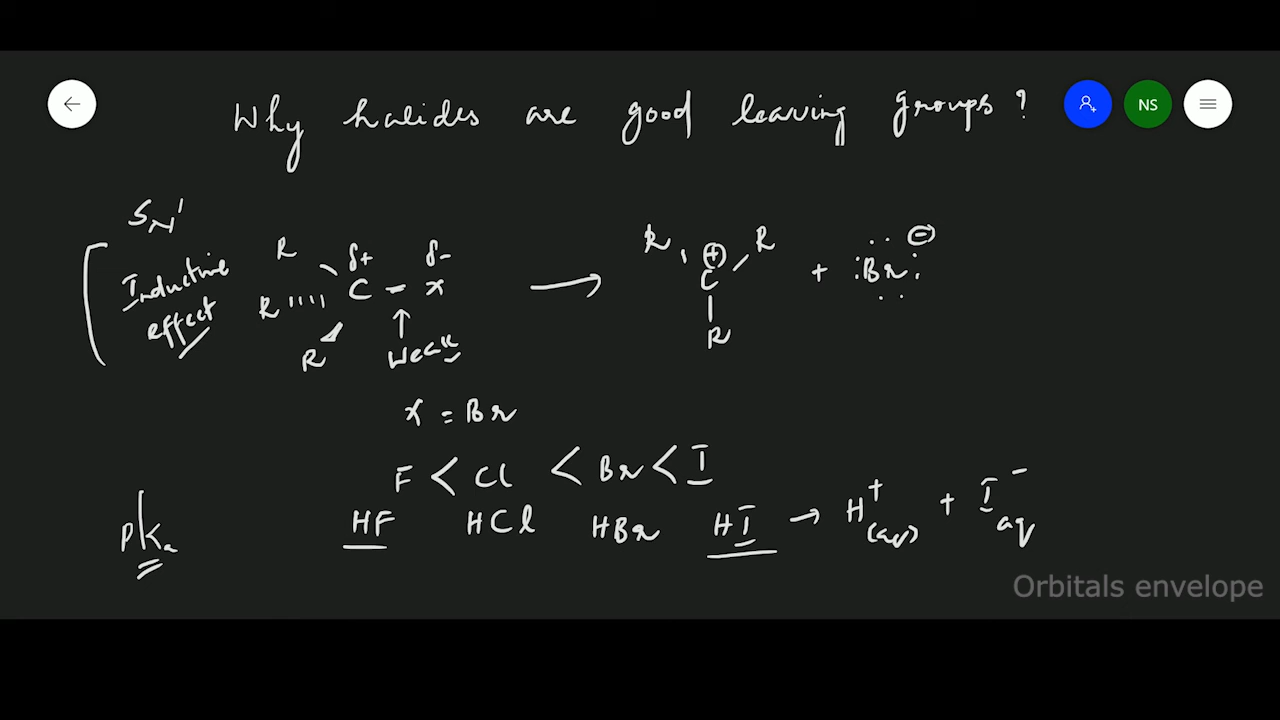 Why halides are good leaving groups?
NS
SN1
Inductive effect
R R R C δ+ – X δ- → R R R C ⊕ + :Br: ⊖
Weak
X = Br
F < Cl < Br < I
pKa HF HCl HBr HI → H+ (aq) + I- aq
Orbitals envelope